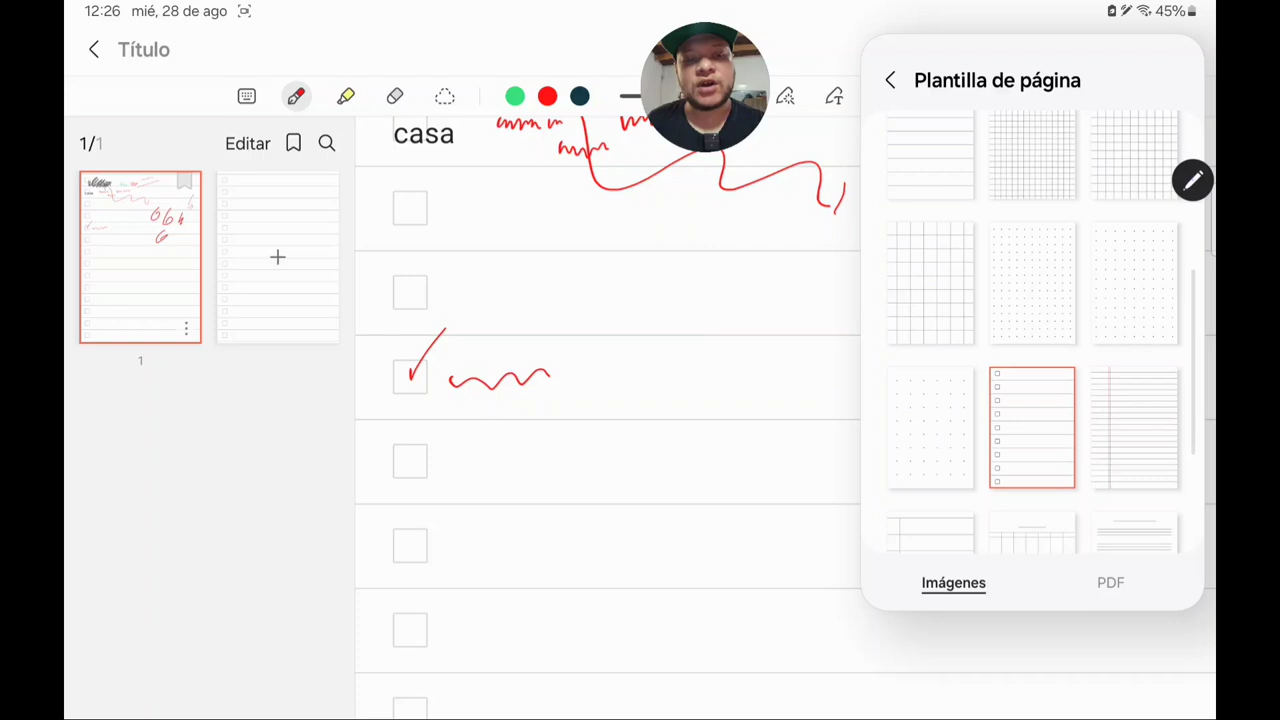 12:26 mié, 28 de ago 45%
Título
1/1 Editar
casa
1
Plantilla de página
Imágenes PDF